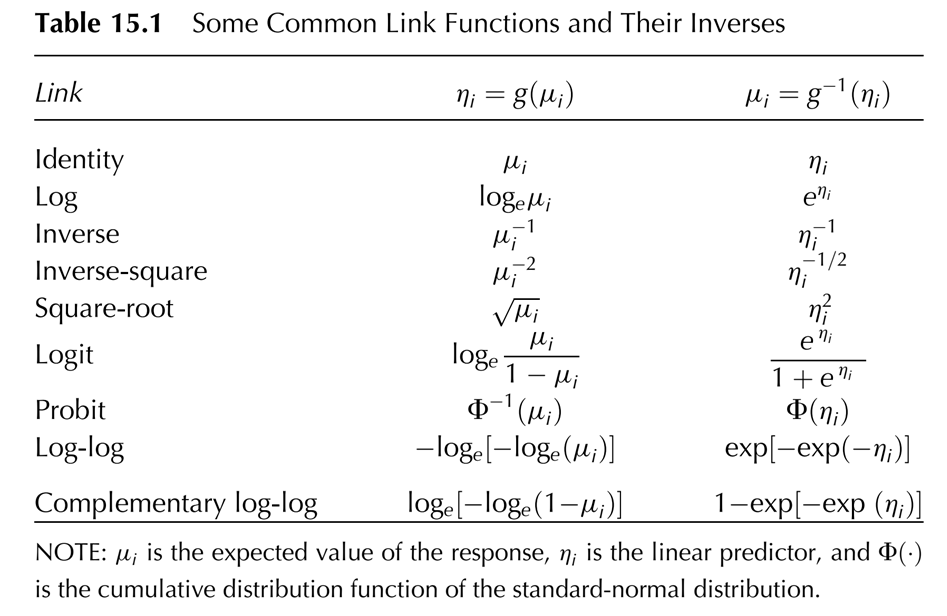 Table 15.1 Some Common Link Functions and Their Inverses
Link ηᵢ = g(μᵢ) μᵢ = g⁻¹(ηᵢ)
Identity μᵢ ηᵢ
Log logₑμᵢ e^ηᵢ
Inverse μᵢ⁻¹ ηᵢ⁻¹
Inverse-square μᵢ⁻² ηᵢ^−1/2
Square-root √μᵢ ηᵢ²
Logit logₑ μᵢ/(1 − μᵢ) e^ηᵢ/(1 + e^ηᵢ)
Probit Φ⁻¹(μᵢ) Φ(ηᵢ)
Log-log −logₑ[−logₑ(μᵢ)] exp[−exp(−ηᵢ)]
Complementary log-log logₑ[−logₑ(1−μᵢ)] 1−exp[−exp (ηᵢ)]
NOTE: μᵢ is the expected value of the response, ηᵢ is the linear predictor, and Φ(·)
is the cumulative distribution function of the standard-normal distribution.